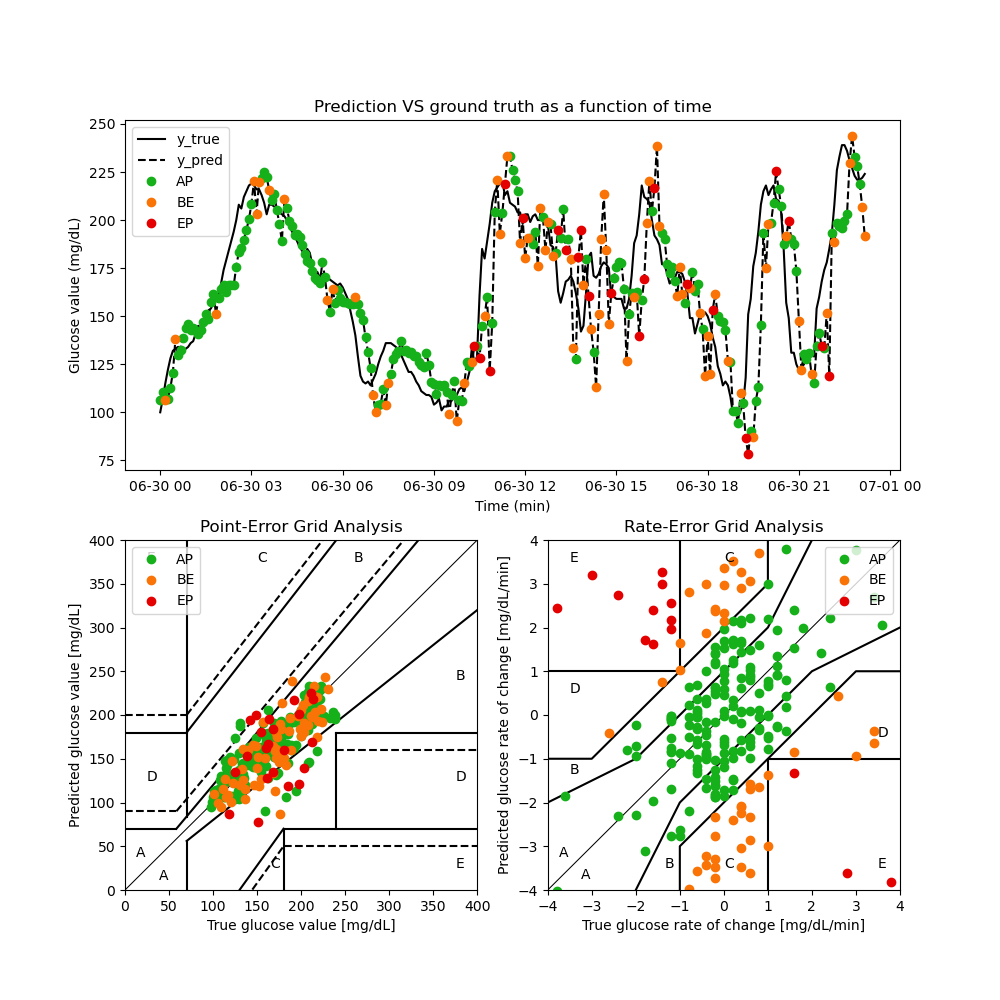 Prediction VS ground truth as a function of time
250
225
200
175
150
125
100
75
Glucose value (mg/dL)
y_true
y_pred
AP
BE
EP
06-30 00 06-30 03 06-30 06 06-30 09 06-30 12 06-30 15 06-30 18 06-30 21 07-01 00
Time (min)
Point-Error Grid Analysis
400
350
300
250
200
150
100
50
0
Predicted glucose value [mg/dL]
AP
BE
EP
E C B
B
D D
A
A C E
0 50 100 150 200 250 300 350 400
True glucose value [mg/dL]
Rate-Error Grid Analysis
4
3
2
1
0
−1
−2
−3
−4
Predicted glucose rate of change [mg/dL/min]
AP
BE
EP
E C
D
D
B
A
B C E
A
−4 −3 −2 −1 0 1 2 3 4
True glucose rate of change [mg/dL/min]